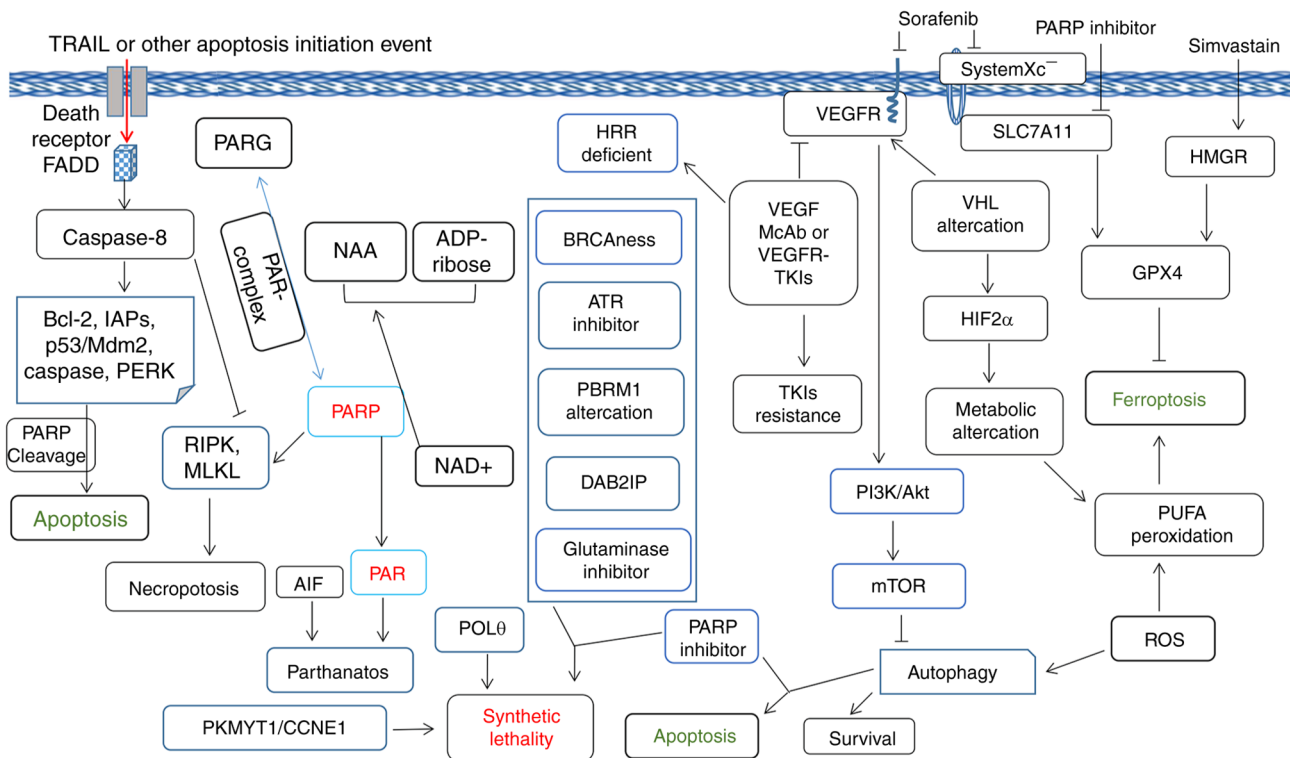 Sorafenib
PARP inhibitor
Simvastain
TRAIL or other apoptosis initiation event
SystemXc−
Death
receptor
FADD
VEGFR
SLC7A11
PARG
HRR
deficient
HMGR
Caspase-8
PAR-
complex
NAA
ADP-
ribose
BRCAness
VEGF
McAb or
VEGFR-
TKIs
VHL
altercation
GPX4
Bcl-2, IAPs,
p53/Mdm2,
caspase, PERK
ATR
inhibitor
HIF2α
PARP
PBRM1
altercation
TKIs
resistance
Metabolic
altercation
Ferroptosis
PARP
Cleavage
RIPK,
MLKL
NAD+
DAB2IP
PI3K/Akt
Apoptosis
PUFA
peroxidation
Glutaminase
inhibitor
Necropotosis
AIF
PAR
mTOR
POLθ
PARP
inhibitor
ROS
Parthanatos
Autophagy
PKMYT1/CCNE1
Synthetic
lethality
Apoptosis
Survival